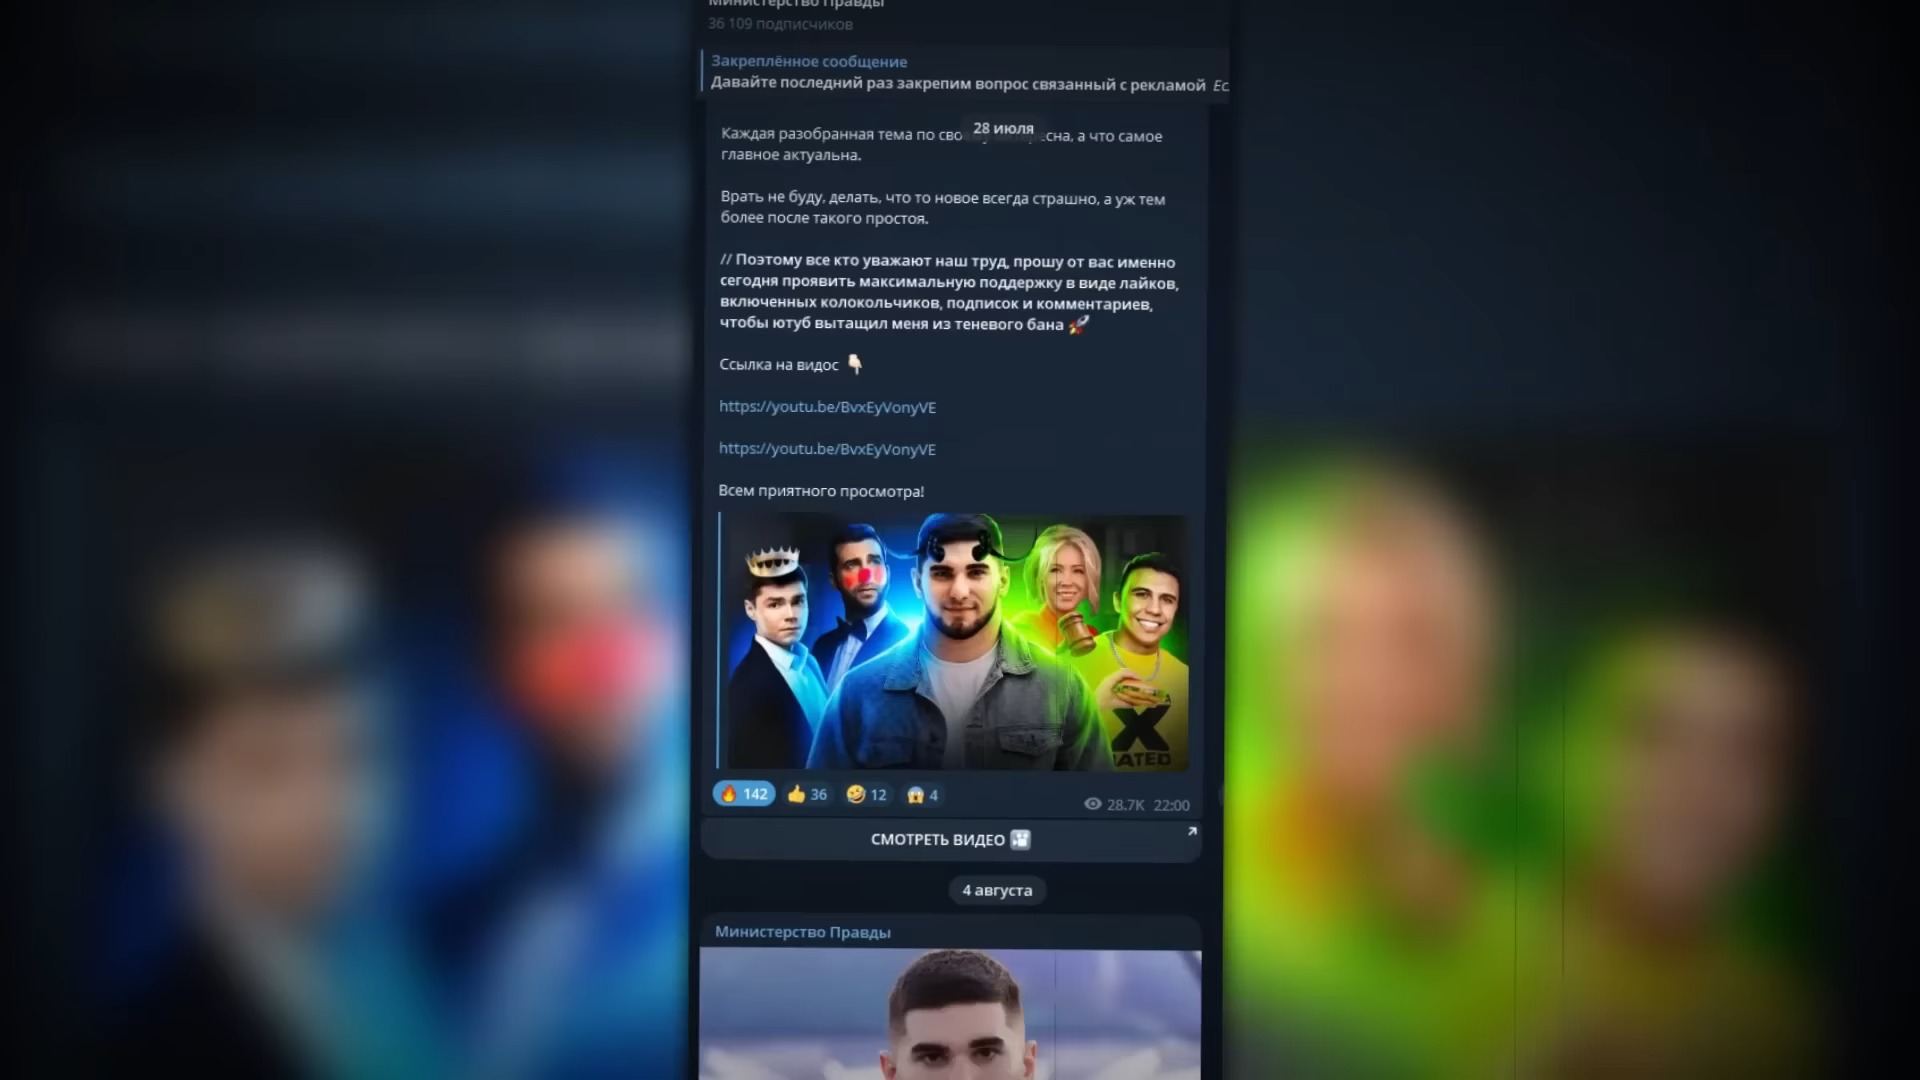 Министерство Правды
36 109 подписчиков
Закреплённое сообщение
Давайте последний раз закрепим вопрос связанный с рекламой Ес
28 июля
Каждая разобранная тема по сво сна, а что самое
главное актуальна.
Врать не буду, делать, что то новое всегда страшно, а уж тем
более после такого простоя.
// Поэтому все кто уважают наш труд, прошу от вас именно
сегодня проявить максимальную поддержку в виде лайков,
включенных колокольчиков, подписок и комментариев,
чтобы ютуб вытащил меня из теневого бана 🚀
Ссылка на видос 👇🏻
https://youtu.be/BvxEyVonyVE
https://youtu.be/BvxEyVonyVE
Всем приятного просмотра!
X
ATED
🔥 142 👍 36 🤣 12 😱 4
28.7K 22:00
СМОТРЕТЬ ВИДЕО 🎦
4 августа
Министерство Правды